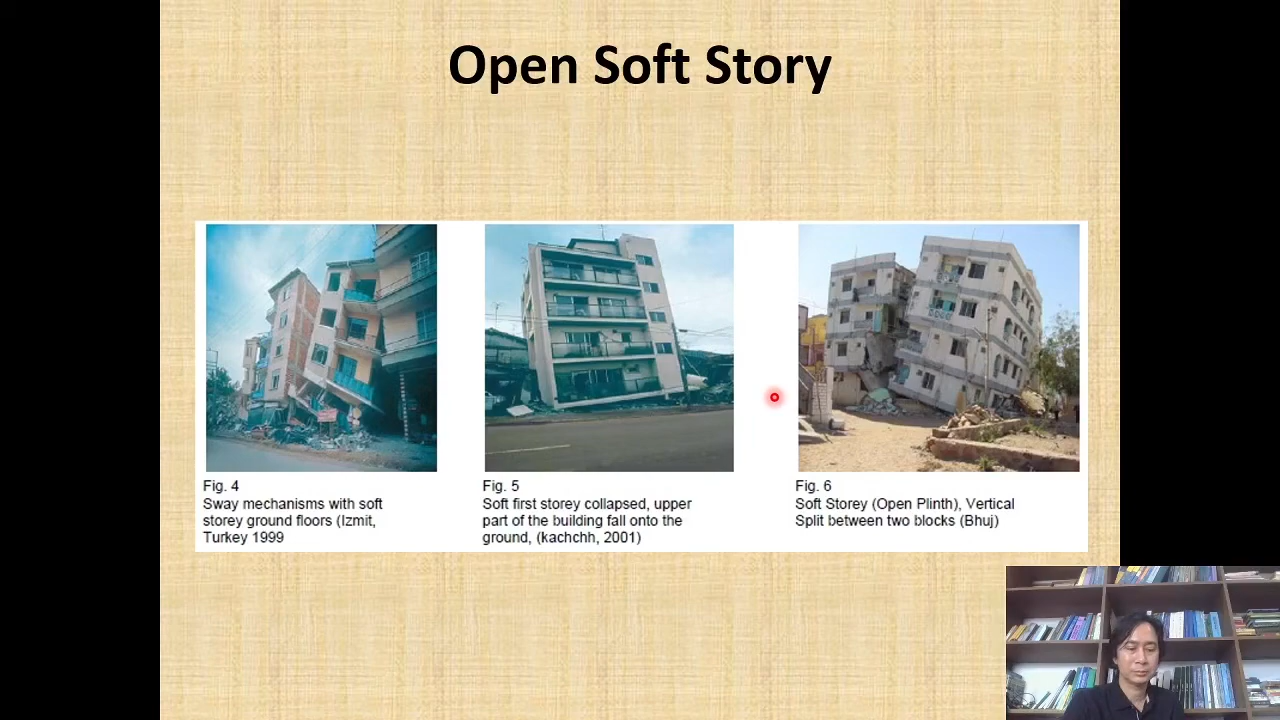 Open Soft Story
Fig. 4
Sway mechanisms with soft
storey ground floors (Izmit,
Turkey 1999
Fig. 5
Soft first storey collapsed, upper
part of the building fall onto the
ground, (kachchh, 2001)
Fig. 6
Soft Storey (Open Plinth), Vertical
Split between two blocks (Bhuj)